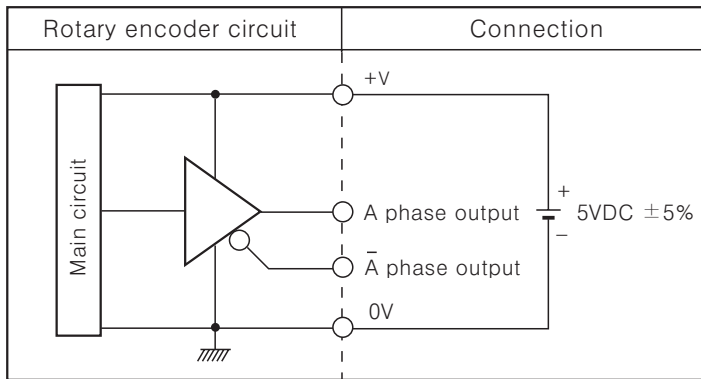 Rotary encoder circuit
Connection
Main circuit
+V
A phase output
Ā phase output
0V
+
5VDC ±5%
−